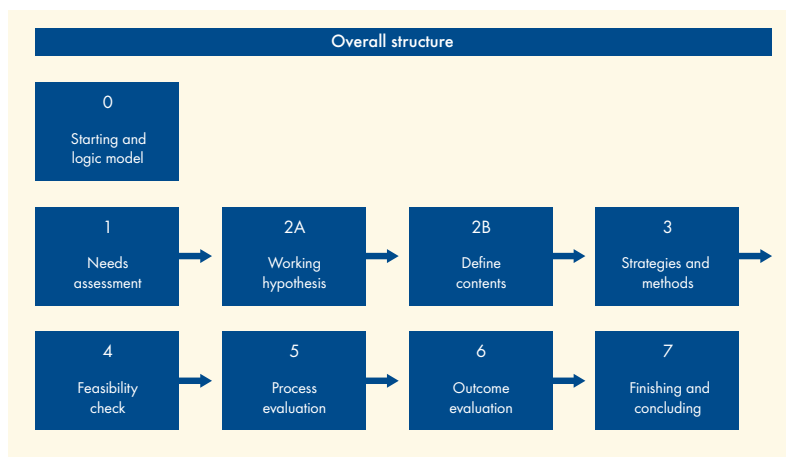 Overall structure
0
Starting and
logic model
1
Needs
assessment
2A
Working
hypothesis
2B
Define
contents
3
Strategies and
methods
4
Feasibility
check
5
Process
evaluation
6
Outcome
evaluation
7
Finishing and
concluding